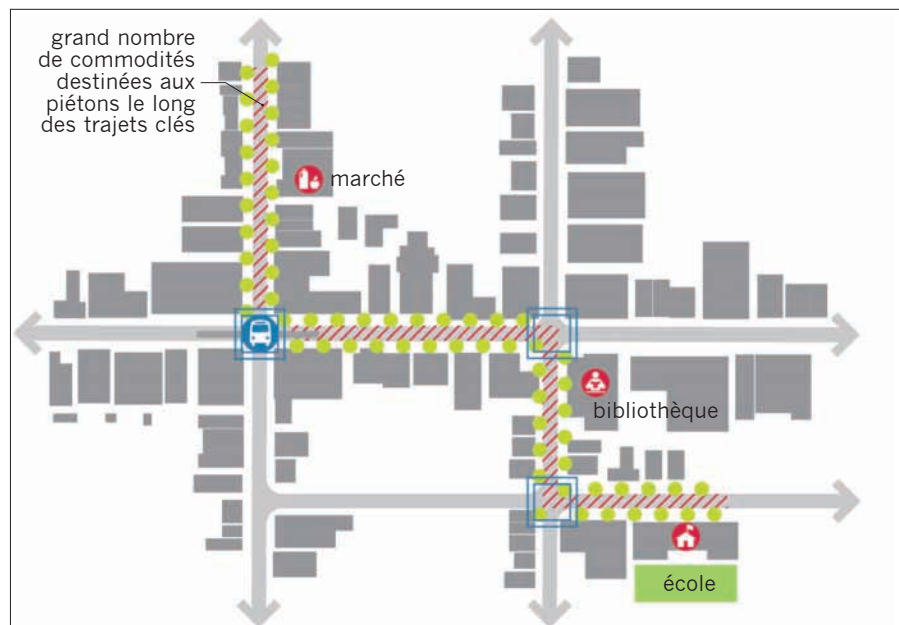 grand nombre
de commodités
destinées aux
piétons le long
des trajets clés
marché
bibliothèque
école